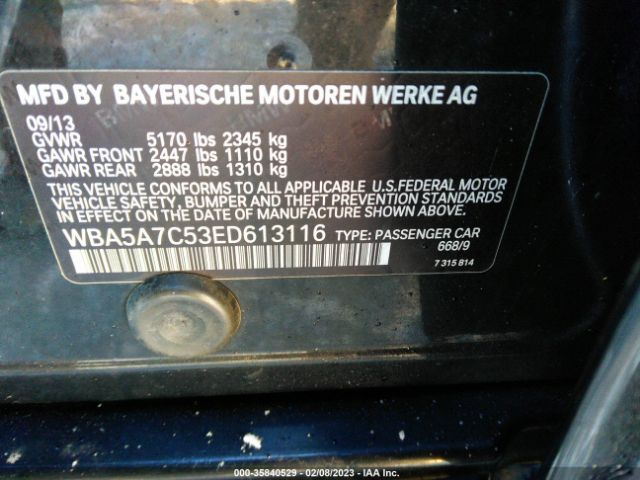 MFD BY BAYERISCHE MOTOREN WERKE AG
09/13
GVWR 5170 lbs 2345 kg
GAWR FRONT 2447 lbs 1110 kg
GAWR REAR 2888 lbs 1310 kg
THIS VEHICLE CONFORMS TO ALL APPLICABLE U.S.FEDERAL MOTOR
VEHICLE SAFETY, BUMPER AND THEFT PREVENTION STANDARDS
IN EFFECT ON THE DATE OF MANUFACTURE SHOWN ABOVE.
WBA5A7C53ED613116 TYPE: PASSENGER CAR
668/9
7 315 814
000-35840529 - 02/08/2023 - IAA Inc.